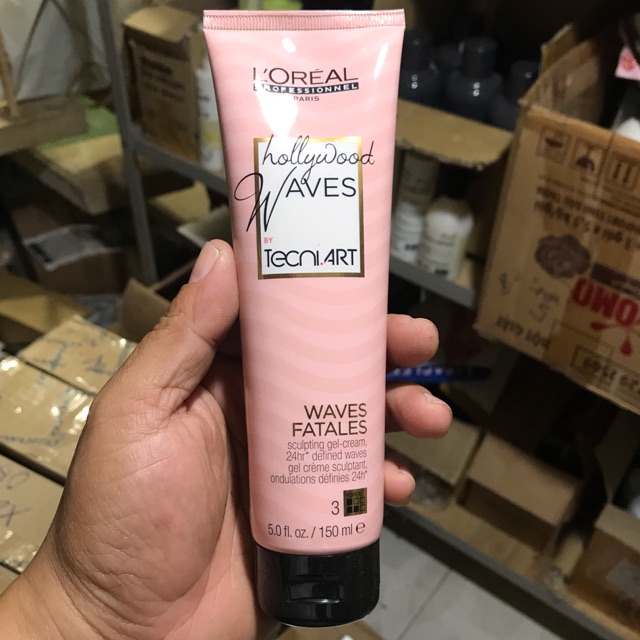 L'ORÉAL
PROFESSIONNEL
PARIS
hollywood
WAVES
BY
TECNI.ART
WAVES
FATALES
sculpting gel-cream,
24hr* defined waves
gel crème sculptant,
ondulations définies 24h*
3
5.0 fl. oz. / 150 ml e
OMO